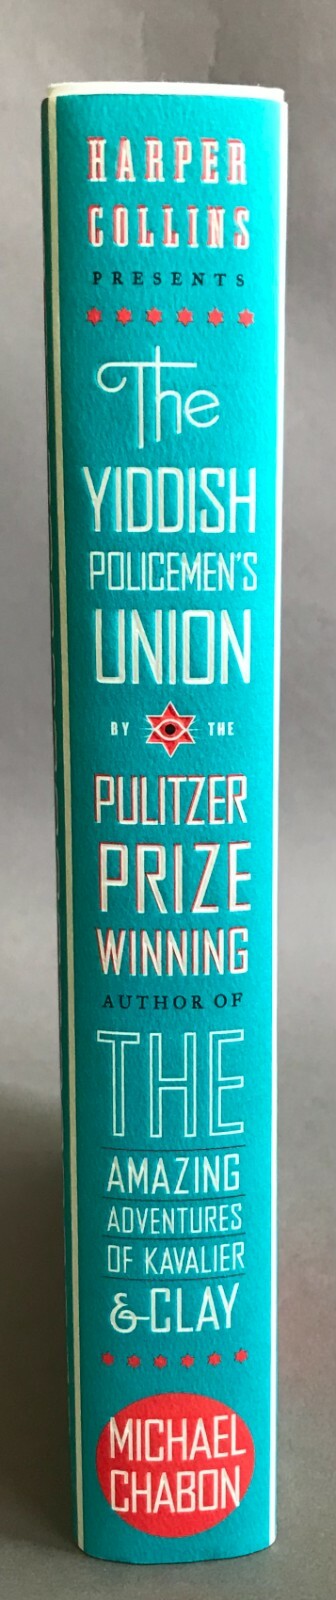 HARPER
COLLINS
PRESENTS
The
YIDDISH
POLICEMEN'S
UNION
BY THE
PULITZER
PRIZE
WINNING
AUTHOR OF
THE
AMAZING
ADVENTURES
OF KAVALIER
& CLAY
MICHAEL
CHABON